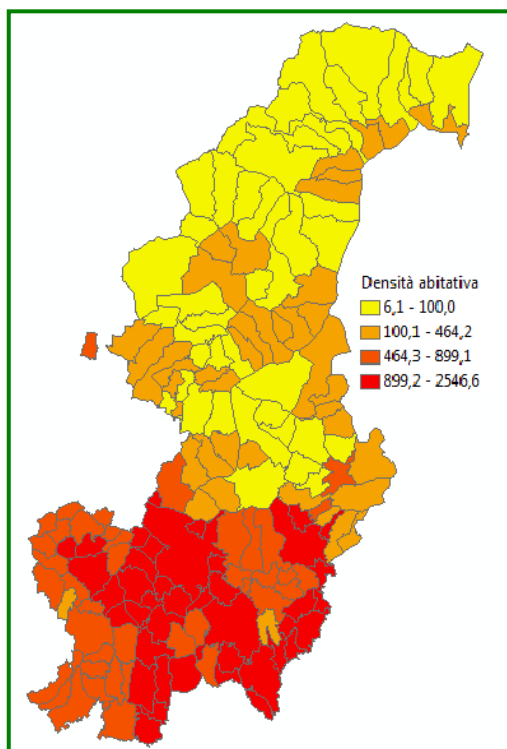 Densità abitativa
6,1 - 100,0
100,1 - 464,2
464,3 - 899,1
899,2 - 2546,6